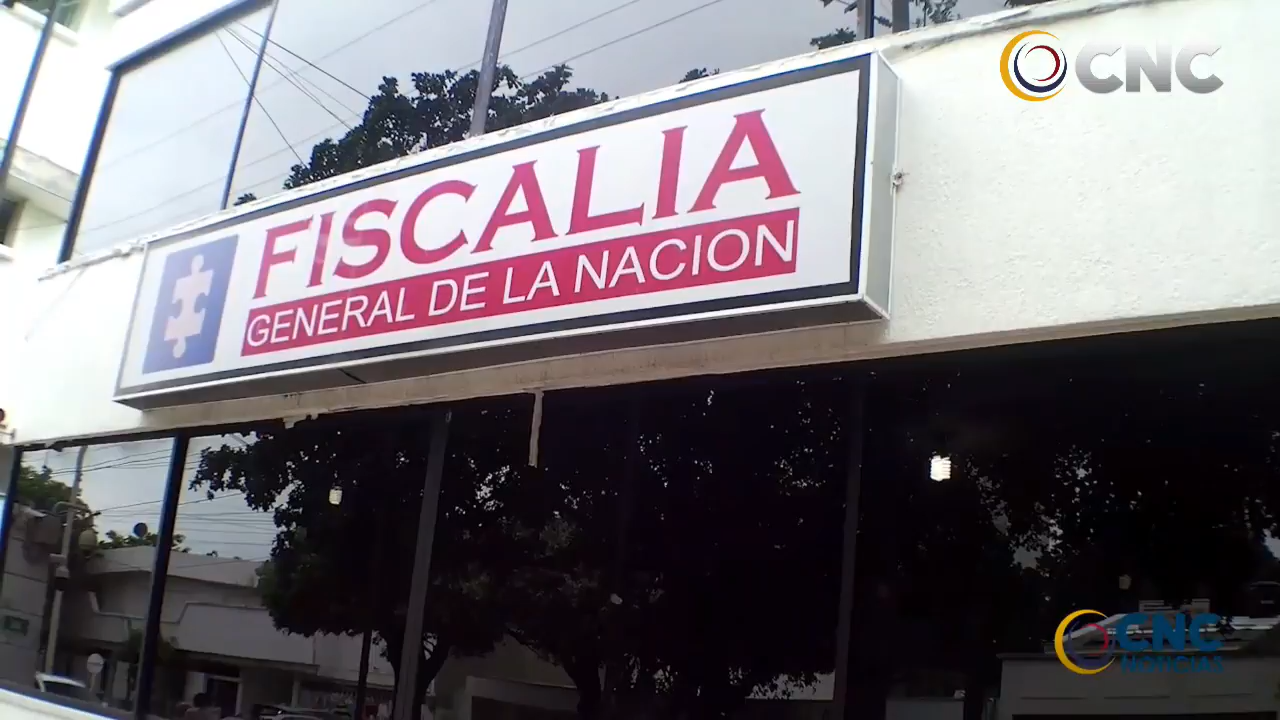 CNC
FISCALIA
GENERAL DE LA NACION
CNC
NOTICIAS